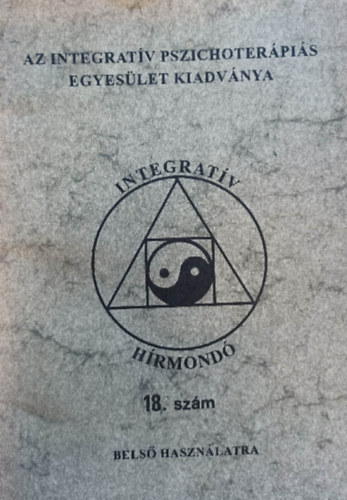 AZ INTEGRATÍV PSZICHOTERÁPIÁS
EGYESÜLET KIADVÁNYA
INTEGRATÍV
HÍRMONDÓ
18. szám
BELSŐ HASZNÁLATRA